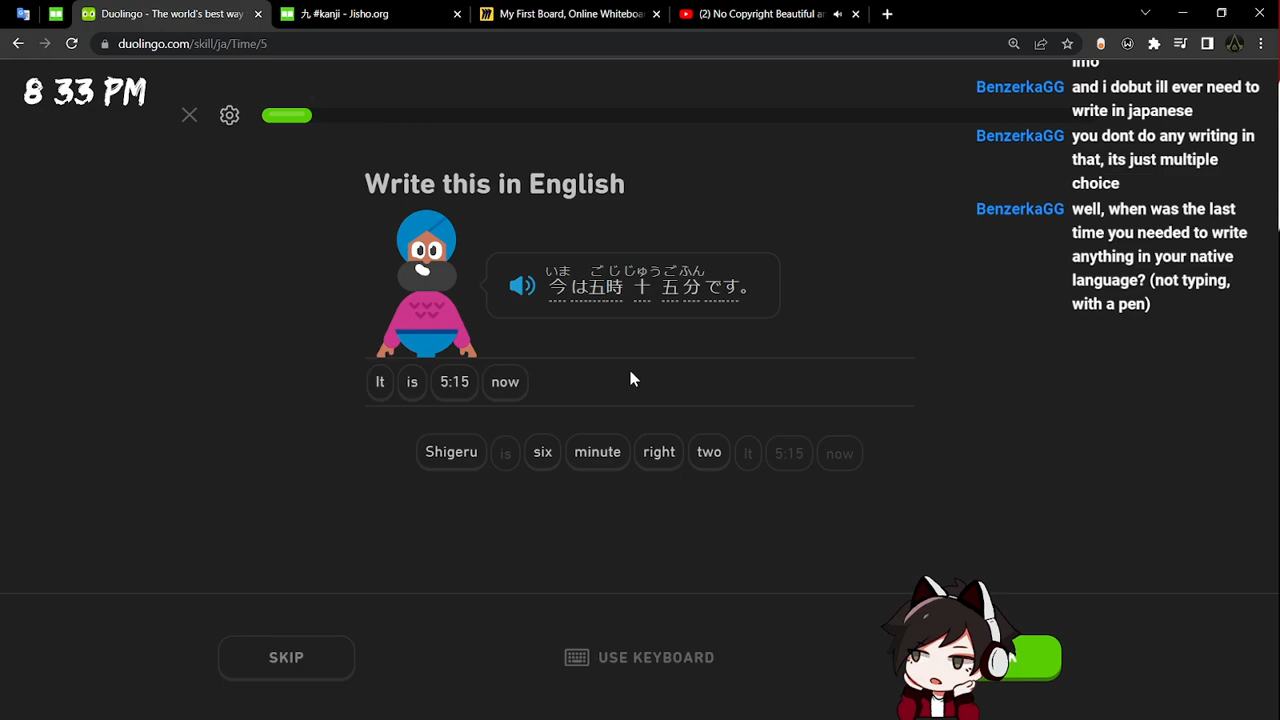 Duolingo - The world's best way
九 #kanji - Jisho.org
My First Board, Online Whiteboa
(2) No Copyright Beautiful a
duolingo.com/skill/ja/Time/5
8 33 PM
info
BenzerkaGG and i dobut ill ever need to
write in japanese
BenzerkaGG you dont do any writing in
that, its just multiple
choice
BenzerkaGG well, when was the last
time you needed to write
anything in your native
language? (not typing,
with a pen)
Write this in English
いま ごじじゅうごふん
今は五時十五分です。
It is 5:15 now
Shigeru is six minute right two It 5:15 now
SKIP
USE KEYBOARD